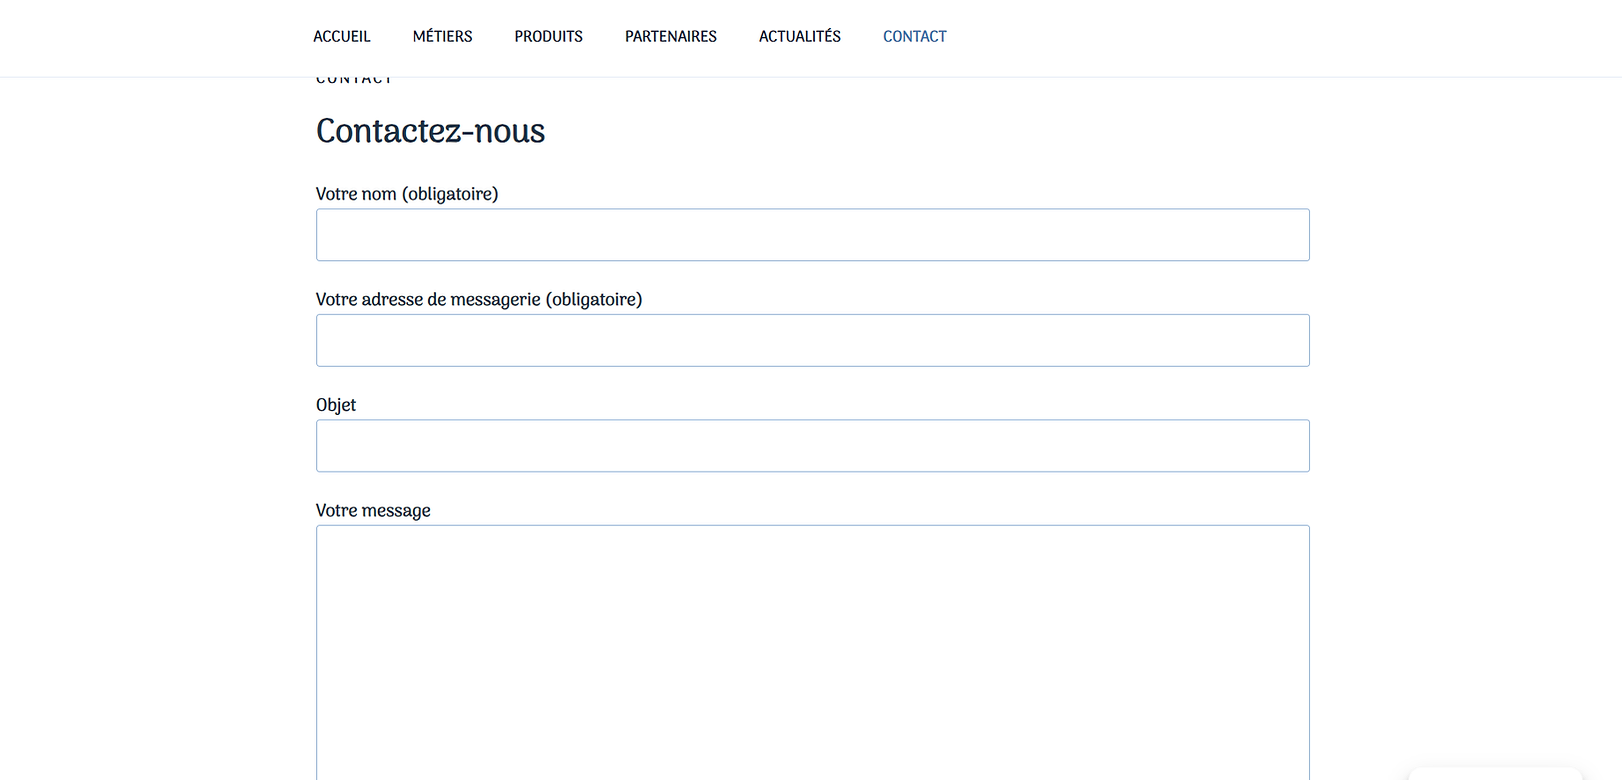 ACCUEIL MÉTIERS PRODUITS PARTENAIRES ACTUALITÉS CONTACT
CONTACT
Contactez-nous
Votre nom (obligatoire)
Votre adresse de messagerie (obligatoire)
Objet
Votre message